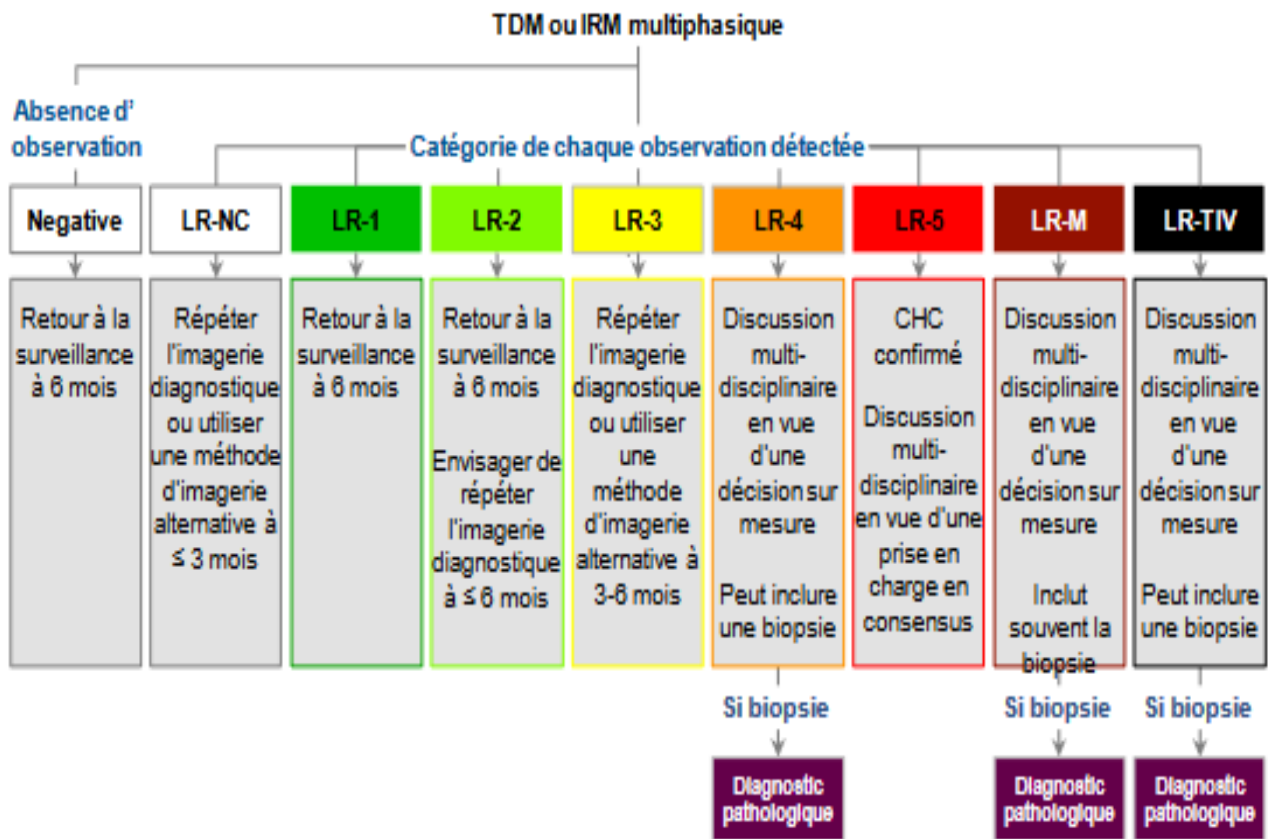 TDM ou IRM multiphasique
Absence d'
observation
Catégorie de chaque observation détectée
Negative
LR-NC
LR-1
LR-2
LR-3
LR-4
LR-5
LR-M
LR-TIV
Retour à la
surveillance
à 6 mois
Répéter
l'imagerie
diagnostique
ou utiliser
une méthode
d'imagerie
alternative à
≤ 3 mois
Retour à la
surveillance
à 6 mois
Retour à la
surveillance
à 6 mois
Envisager de
répéter
l'imagerie
diagnostique
à ≤ 6 mois
Répéter
l'imagerie
diagnostique
ou utiliser
une
méthode
d'imagerie
alternative à
3-6 mois
Discussion
multi-
disciplinaire
en vue
d'une
décision sur
mesure
Peut inclure
une biopsie
CHC
confirmé
Discussion
multi-
disciplinaire
en vue d'une
prise en
charge en
consensus
Discussion
multi-
disciplinaire
en vue
d'une
décision sur
mesure
Inclut
souvent la
biopsie
Discussion
multi-
disciplinaire
en vue
d'une
décision sur
mesure
Peut inclure
une biopsie
Si biopsie
Si biopsie
Si biopsie
Diagnostic
pathologique
Diagnostic
pathologique
Diagnostic
pathologique